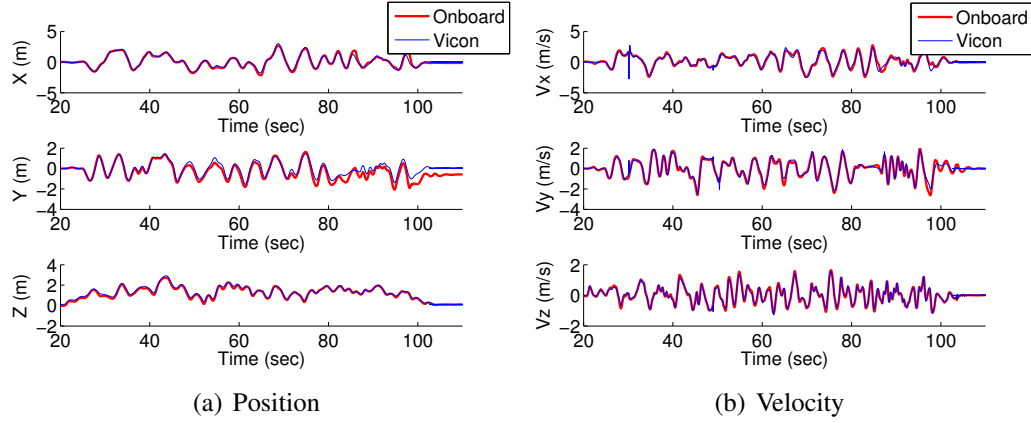 Onboard
Vicon
5
0
−5
X (m)
20 40 60 80 100
Time (sec)
2
0
−2
−4
Y (m)
20 40 60 80 100
Time (sec)
4
2
0
−2
Z (m)
20 40 60 80 100
Time (sec)
(a) Position
Onboard
Vicon
5
0
−5
Vx (m/s)
20 40 60 80 100
Time (sec)
2
0
−2
−4
Vy (m/s)
20 40 60 80 100
Time (sec)
2
0
−2
Vz (m/s)
20 40 60 80 100
Time (sec)
(b) Velocity